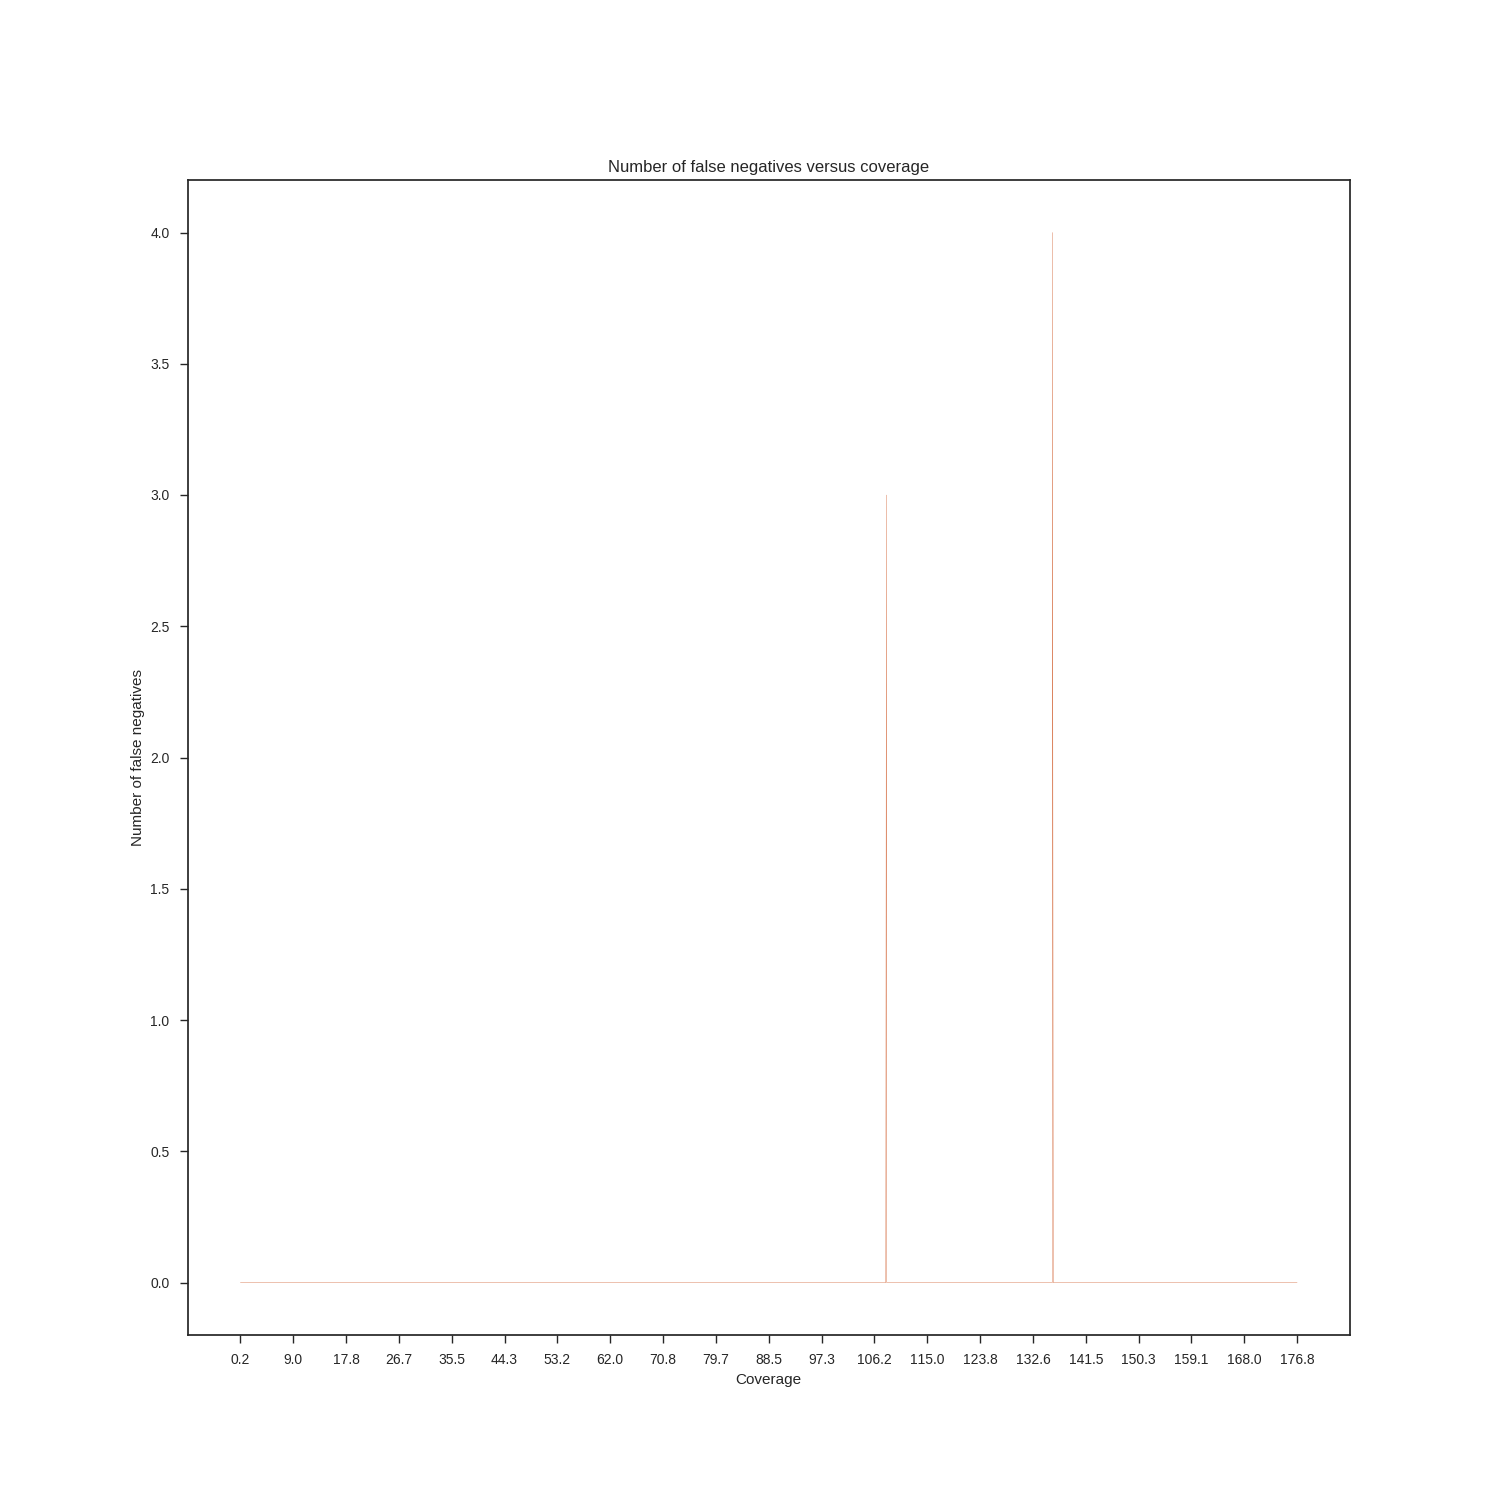 Number of false negatives versus coverage
4.0
3.5
3.0
2.5
2.0
1.5
1.0
0.5
0.0
Number of false negatives
0.2 9.0 17.8 26.7 35.5 44.3 53.2 62.0 70.8 79.7 88.5 97.3 106.2 115.0 123.8 132.6 141.5 150.3 159.1 168.0 176.8
Coverage